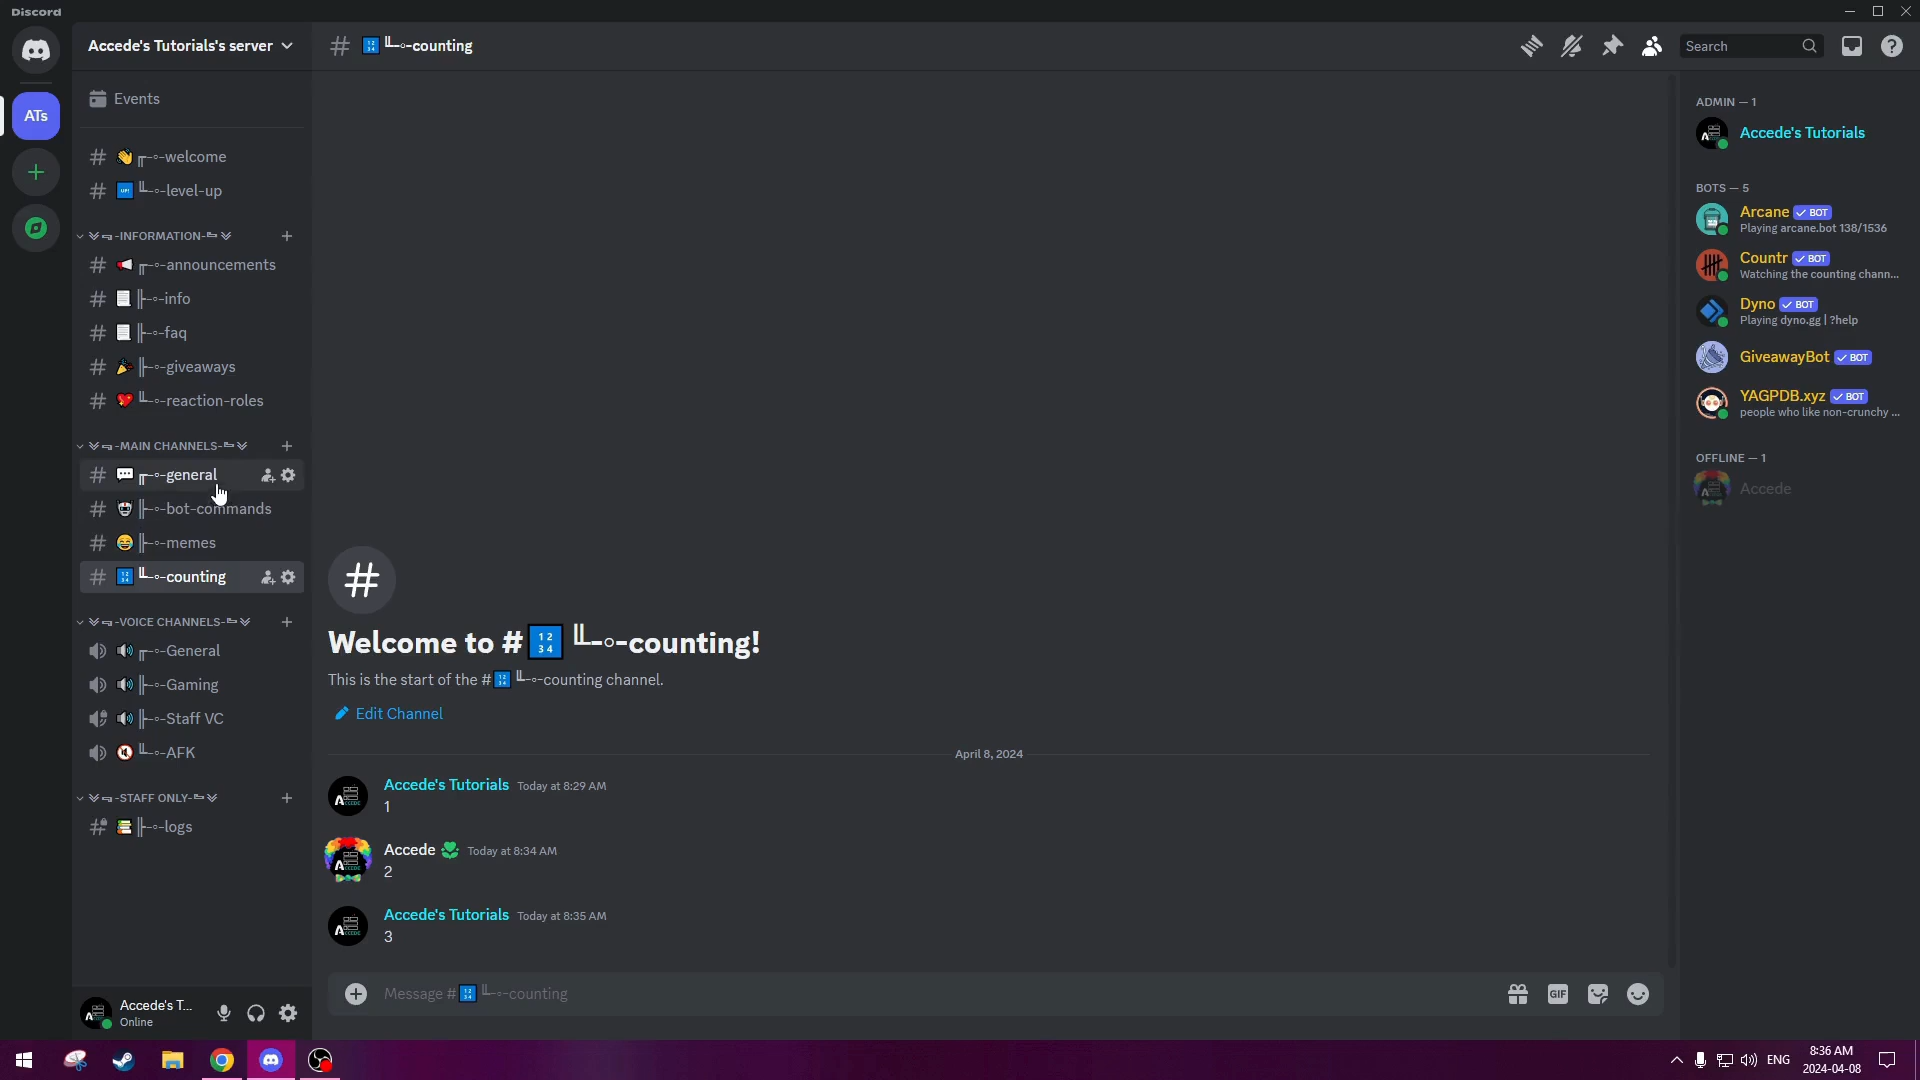 Discord
Accede's Tutorials's server
ATs
Events
welcome
level-up
-INFORMATION-
announcements
info
faq
giveaways
reaction-roles
-MAIN CHANNELS-
general
bot-commands
memes
counting
-VOICE CHANNELS-
General
Gaming
Staff VC
AFK
-STAFF ONLY-
logs
Accede's T...
Online
# ╙-◦-counting
Search
Welcome to # ╙-◦-counting!
This is the start of the # ╙-◦-counting channel.
Edit Channel
April 8, 2024
Accede's Tutorials Today at 8:29 AM
1
Accede Today at 8:34 AM
2
Accede's Tutorials Today at 8:35 AM
3
Message # ╙-◦-counting
GIF
ADMIN — 1
Accede's Tutorials
BOTS — 5
Arcane ✓ BOT
Playing arcane.bot 138/1536
Countr ✓ BOT
Watching the counting chann...
Dyno ✓ BOT
Playing dyno.gg | ?help
GiveawayBot ✓ BOT
YAGPDB.xyz ✓ BOT
people who like non-crunchy ...
OFFLINE — 1
Accede
ENG
8:36 AM
2024-04-08